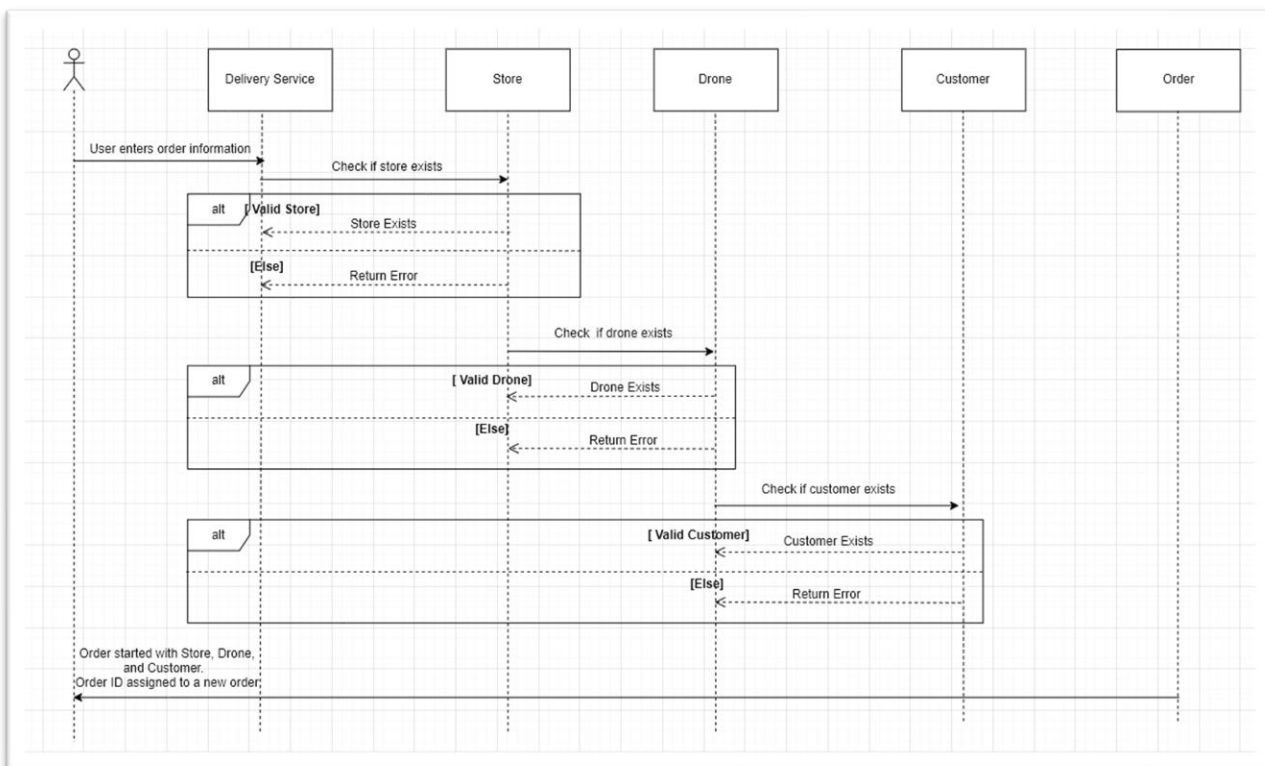 Delivery Service
Store
Drone
Customer
Order
User enters order information
Check if store exists
alt
[ Valid Store]
Store Exists
[Else]
Return Error
Check if drone exists
alt
[ Valid Drone]
Drone Exists
[Else]
Return Error
Check if customer exists
alt
[ Valid Customer]
Customer Exists
[Else]
Return Error
Order started with Store, Drone,
and Customer.
Order ID assigned to a new order